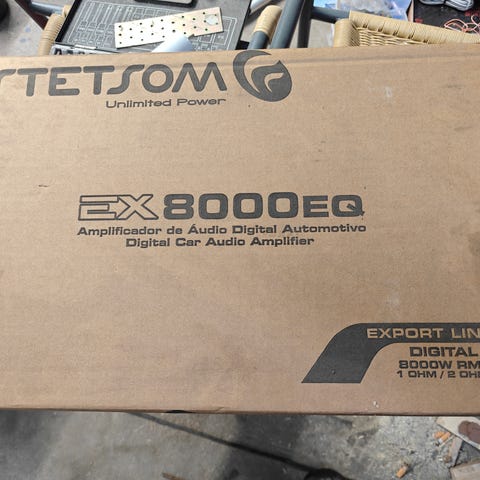 STETSOM
Unlimited Power
EX8000EQ
Amplificador de Áudio Digital Automotivo
Digital Car Audio Amplifier
EXPORT LIN
DIGITAL
8000W RM
1 OHM / 2 OH